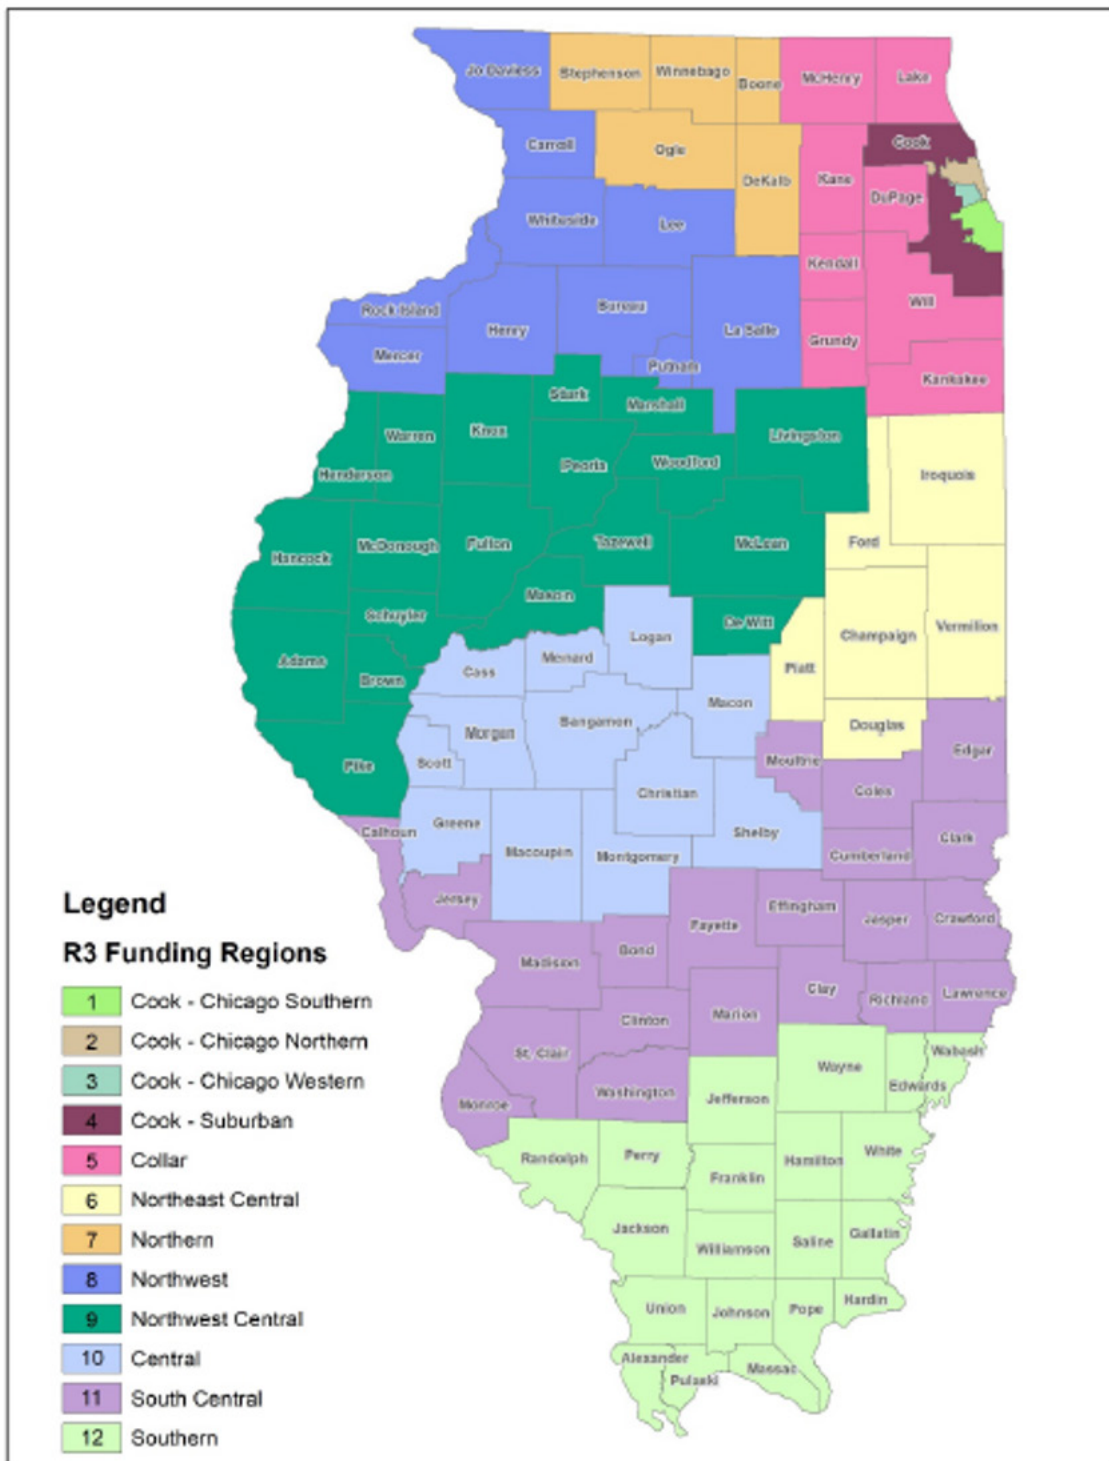 Jo Daviess
Stephenson
Winnebago
Boone
McHenry
Lake
Carroll
Ogle
DeKalb
Kane
Cook
DuPage
Whiteside
Lee
Kendall
Will
Rock Island
Henry
Bureau
La Salle
Grundy
Mercer
Putnam
Kankakee
Stark
Marshall
Warren
Knox
Livingston
Henderson
Peoria
Woodford
Iroquois
Hancock
McDonough
Fulton
Tazewell
McLean
Ford
Schuyler
Mason
De Witt
Logan
Champaign
Vermilion
Adams
Brown
Cass
Menard
Piatt
Macon
Douglas
Pike
Scott
Morgan
Sangamon
Moultrie
Edgar
Christian
Coles
Calhoun
Greene
Macoupin
Montgomery
Shelby
Cumberland
Clark
Jersey
Fayette
Effingham
Jasper
Crawford
Madison
Bond
Clay
Richland
Lawrence
St. Clair
Clinton
Marion
Monroe
Washington
Jefferson
Wayne
Edwards
Wabash
Randolph
Perry
Franklin
Hamilton
White
Jackson
Williamson
Saline
Gallatin
Union
Johnson
Pope
Hardin
Alexander
Pulaski
Massac
Legend
R3 Funding Regions
1 Cook - Chicago Southern
2 Cook - Chicago Northern
3 Cook - Chicago Western
4 Cook - Suburban
5 Collar
6 Northeast Central
7 Northern
8 Northwest
9 Northwest Central
10 Central
11 South Central
12 Southern